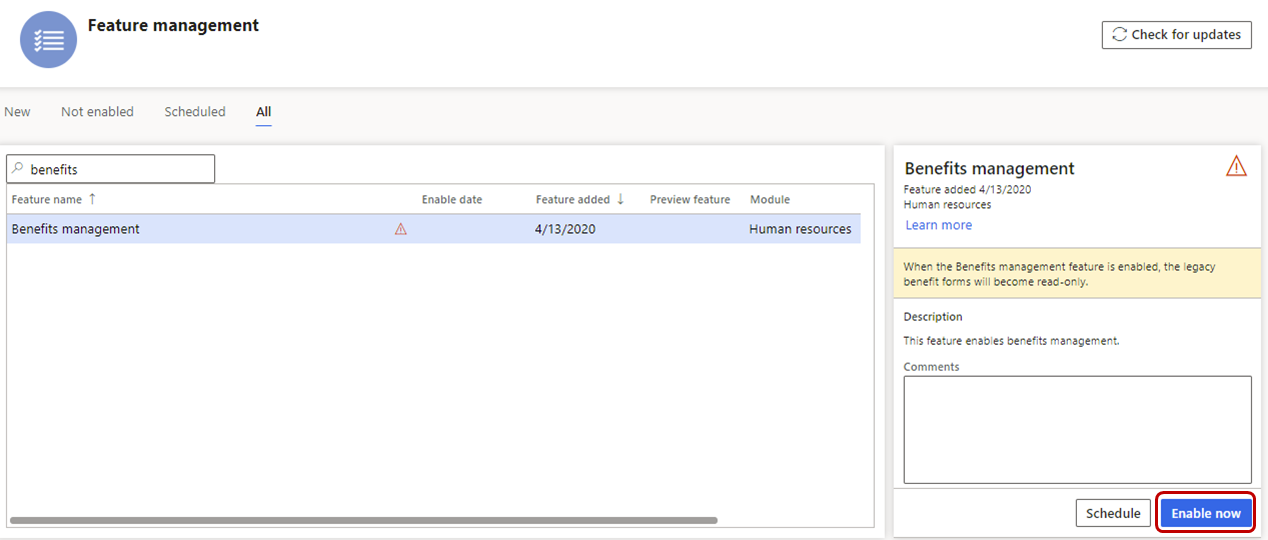 Feature management
Check for updates
New Not enabled Scheduled All
benefits
Feature name ↑ Enable date Feature added ↓ Preview feature Module
Benefits management 4/13/2020 Human resources
Benefits management
Feature added 4/13/2020
Human resources
Learn more
When the Benefits management feature is enabled, the legacy
benefit forms will become read-only.
Description
This feature enables benefits management.
Comments
Schedule Enable now